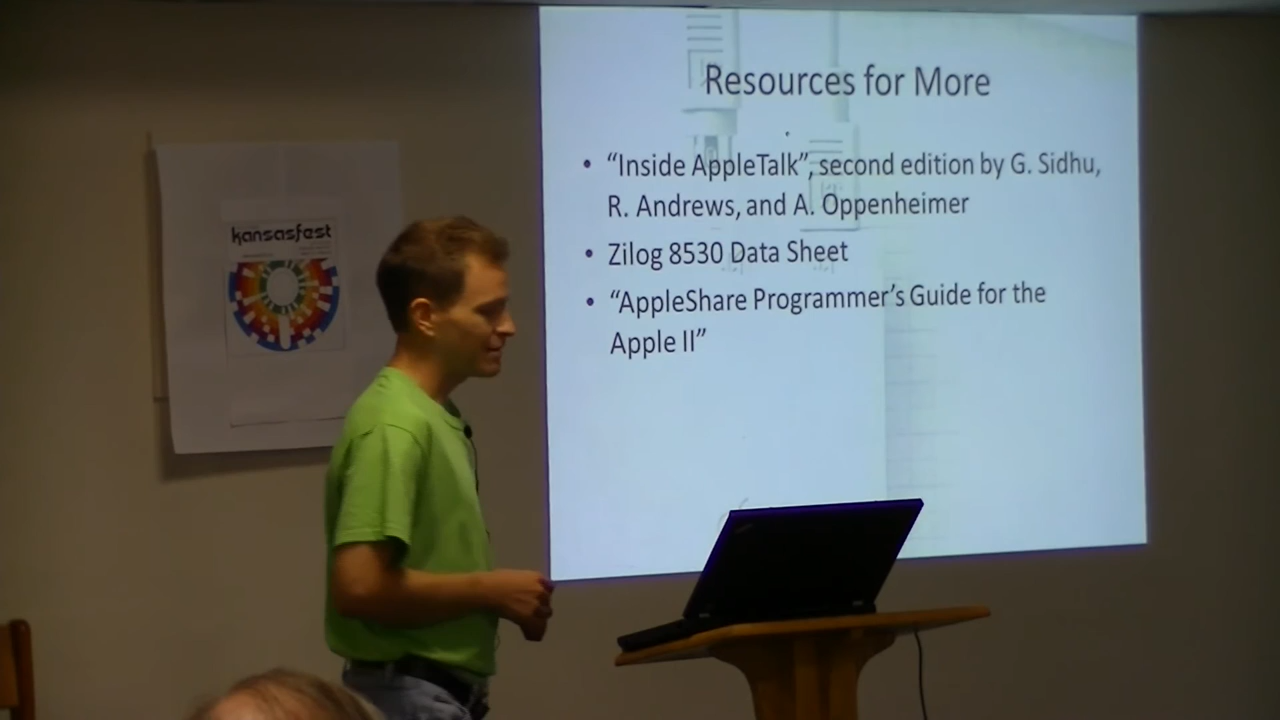 Resources for More
• “Inside AppleTalk”, second edition by G. Sidhu,
R. Andrews, and A. Oppenheimer
• Zilog 8530 Data Sheet
• “AppleShare Programmer’s Guide for the
Apple II”
kansasfest